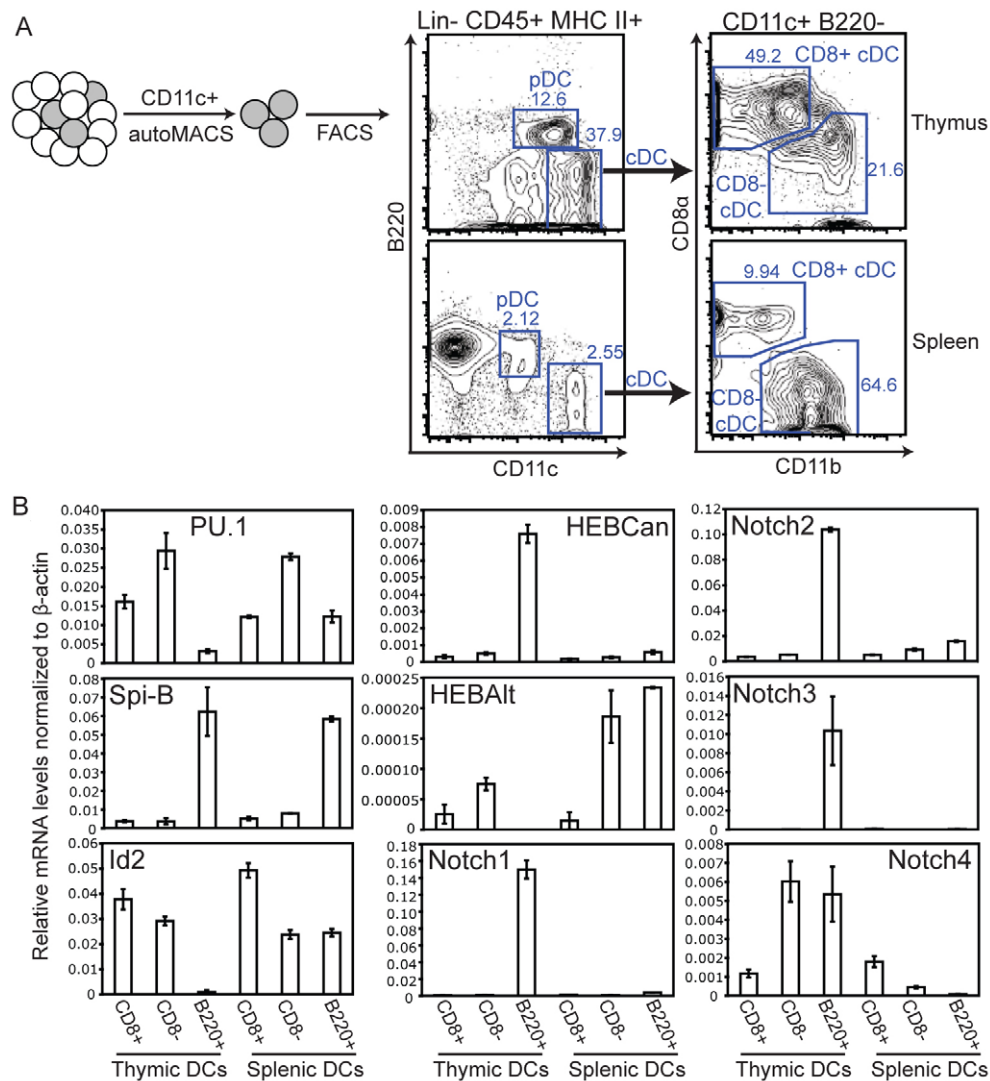 A
Lin- CD45+ MHC II+
CD11c+ B220-
CD11c+
autoMACS
FACS
pDC
12.6
37.9
cDC
B220
49.2
CD8+ cDC
CD8-
cDC
21.6
CD8α
Thymus
pDC
2.12
2.55
cDC
CD11c
9.94 CD8+ cDC
CD8-
cDC
64.6
CD11b
Spleen
B
Relative mRNA levels normalized to β-actin
PU.1
0.040
0.035
0.030
0.025
0.020
0.015
0.010
0.005
0
HEBCan
0.009
0.008
0.007
0.006
0.005
0.004
0.003
0.002
0.001
0
Notch2
0.12
0.10
0.08
0.06
0.04
0.02
0
Spi-B
0.08
0.07
0.06
0.05
0.04
0.03
0.02
0.01
0
HEBAlt
0.00025
0.00020
0.00015
0.00010
0.00005
0
Notch3
0.016
0.014
0.012
0.010
0.008
0.006
0.004
0.002
0.000
Id2
0.06
0.05
0.04
0.03
0.02
0.01
0
Notch1
0.18
0.16
0.14
0.12
0.10
0.08
0.06
0.04
0.02
0
Notch4
0.008
0.007
0.006
0.005
0.004
0.003
0.002
0.001
0
CD8+ CD8- B220+ CD8+ CD8- B220+
Thymic DCs Splenic DCs
CD8+ CD8- B220+ CD8+ CD8- B220+
Thymic DCs Splenic DCs
CD8+ CD8- B220+ CD8+ CD8- B220+
Thymic DCs Splenic DCs